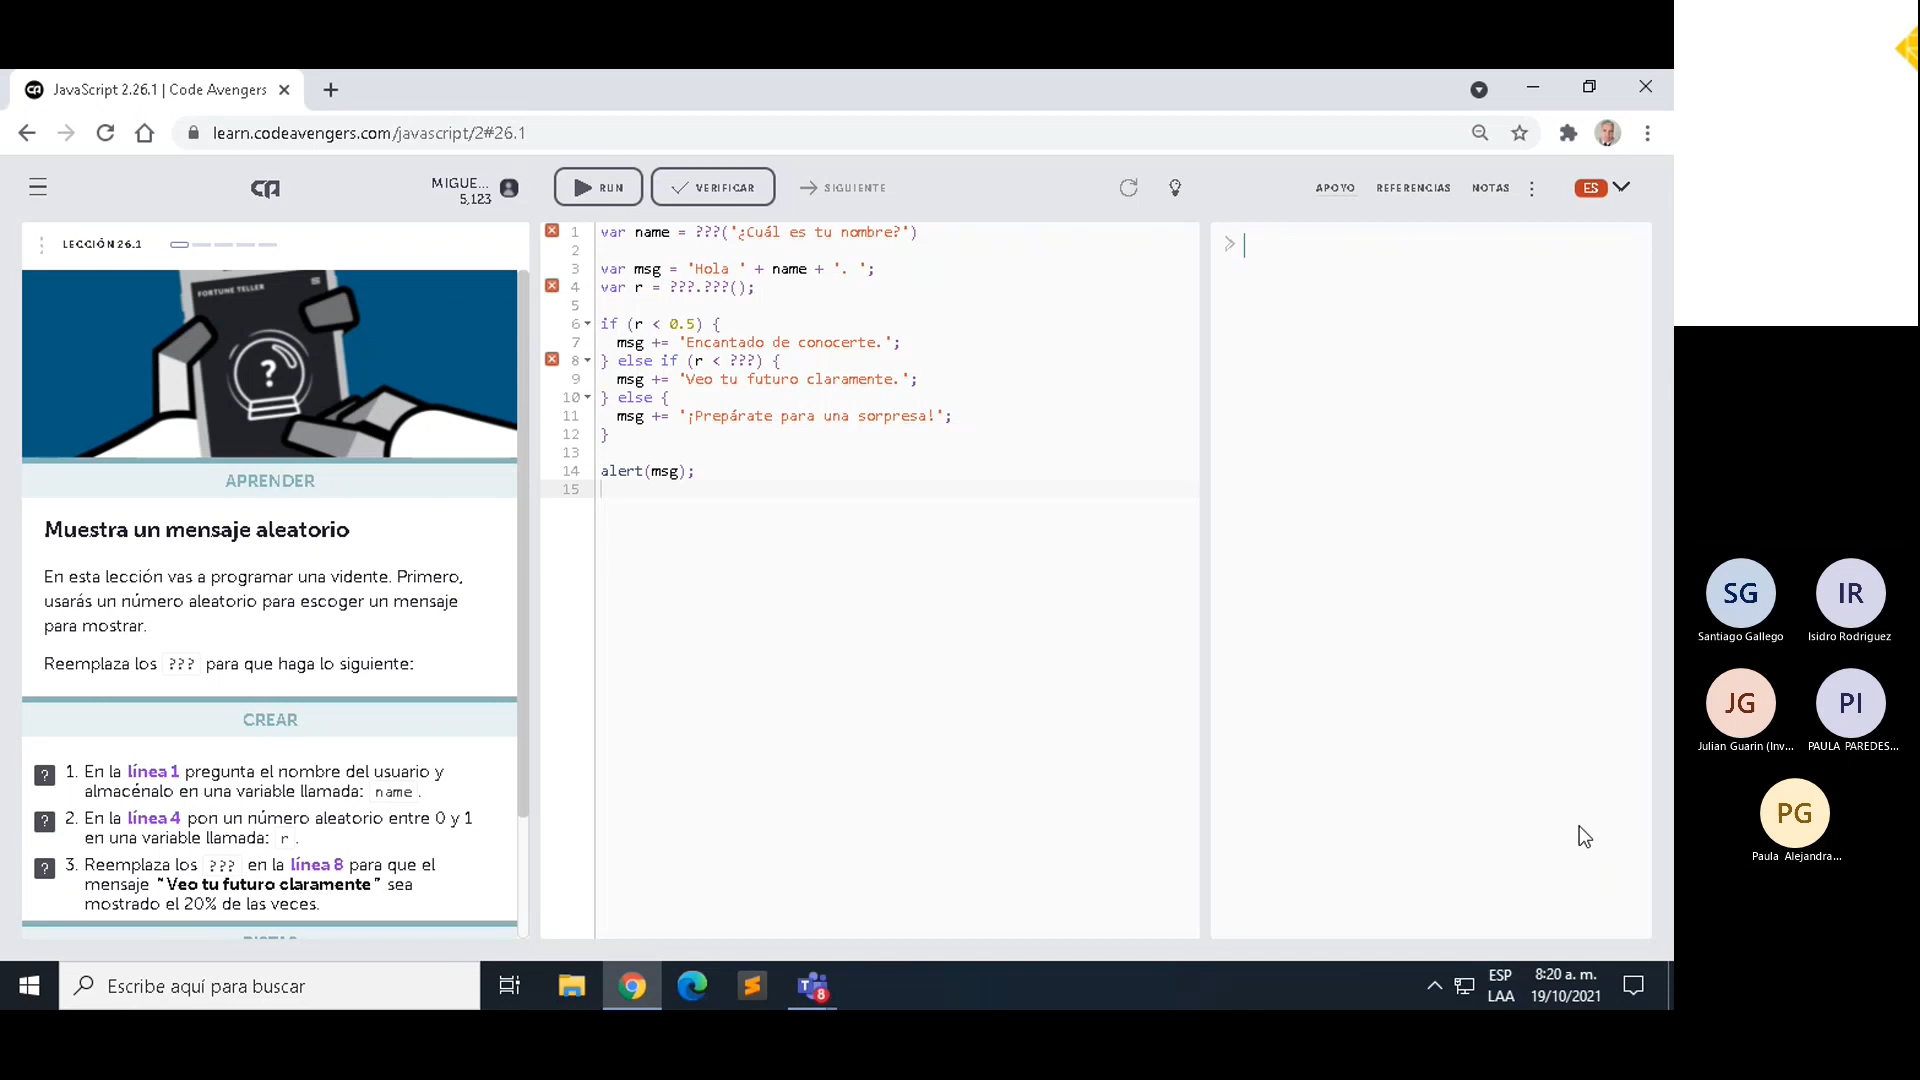 JavaScript 2.26.1 | Code Avengers
learn.codeavengers.com/javascript/2#26.1
MIGUE...
5,123
RUN
VERIFICAR
SIGUIENTE
APOYO
REFERENCIAS
NOTAS
ES
LECCIÓN 26.1
FORTUNE TELLER
?
APRENDER
Muestra un mensaje aleatorio
En esta lección vas a programar una vidente. Primero,
usarás un número aleatorio para escoger un mensaje
para mostrar.
Reemplaza los ??? para que haga lo siguiente:
CREAR
? 1. En la línea 1 pregunta el nombre del usuario y
almacénalo en una variable llamada: name.
? 2. En la línea 4 pon un número aleatorio entre 0 y 1
en una variable llamada: r.
? 3. Reemplaza los ??? en la línea 8 para que el
mensaje "Veo tu futuro claramente" sea
mostrado el 20% de las veces.
1 var name = ???('¿Cuál es tu nombre?')
2
3 var msg = 'Hola ' + name + '. ';
4 var r = ???.???();
5
6 if (r < 0.5) {
7 msg += 'Encantado de conocerte.';
8 } else if (r < ???) {
9 msg += 'Veo tu futuro claramente.';
10 } else {
11 msg += '¡Prepárate para una sorpresa!';
12 }
13
14 alert(msg);
15
>
SG
Santiago Gallego
IR
Isidro Rodriguez
JG
Julian Guarin (Inv...
PI
PAULA PAREDES...
PG
Paula Alejandra...
Escribe aquí para buscar
8
ESP
LAA
8:20 a. m.
19/10/2021